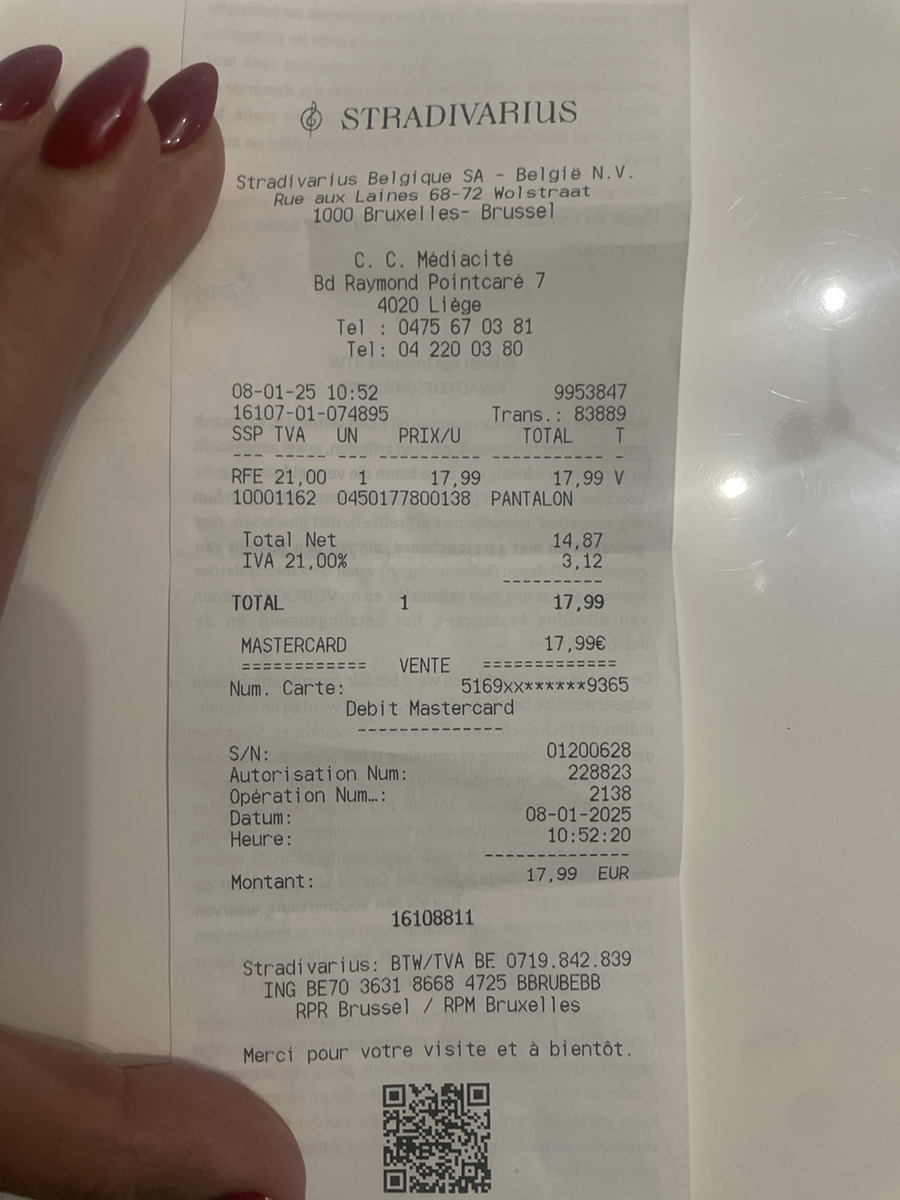 STRADIVARIUS
Stradivarius Belgique SA - België N.V.
Rue aux Laines 68-72 Wolstraat
1000 Bruxelles- Brussel
C. C. Médiacité
Bd Raymond Pointcaré 7
4020 Liège
Tel : 0475 67 03 81
Tel: 04 220 03 80
08-01-25 10:52 9953847
16107-01-074895 Trans.: 83889
SSP TVA UN PRIX/U TOTAL T
--- ----- --- ---------- ---------- -
RFE 21,00 1 17,99 17,99 V
10001162 0450177800138 PANTALON
Total Net 14,87
IVA 21,00% 3,12
----------
TOTAL 1 17,99
MASTERCARD 17,99€
============ VENTE =============
Num. Carte: 5169xx******9365
Debit Mastercard
--------------
S/N: 01200628
Autorisation Num: 228823
Opération Num…: 2138
Datum: 08-01-2025
Heure: 10:52:20
--------------
Montant: 17,99 EUR
16108811
Stradivarius: BTW/TVA BE 0719.842.839
ING BE70 3631 8668 4725 BBRUBEBB
RPR Brussel / RPM Bruxelles
Merci pour votre visite et à bientôt.